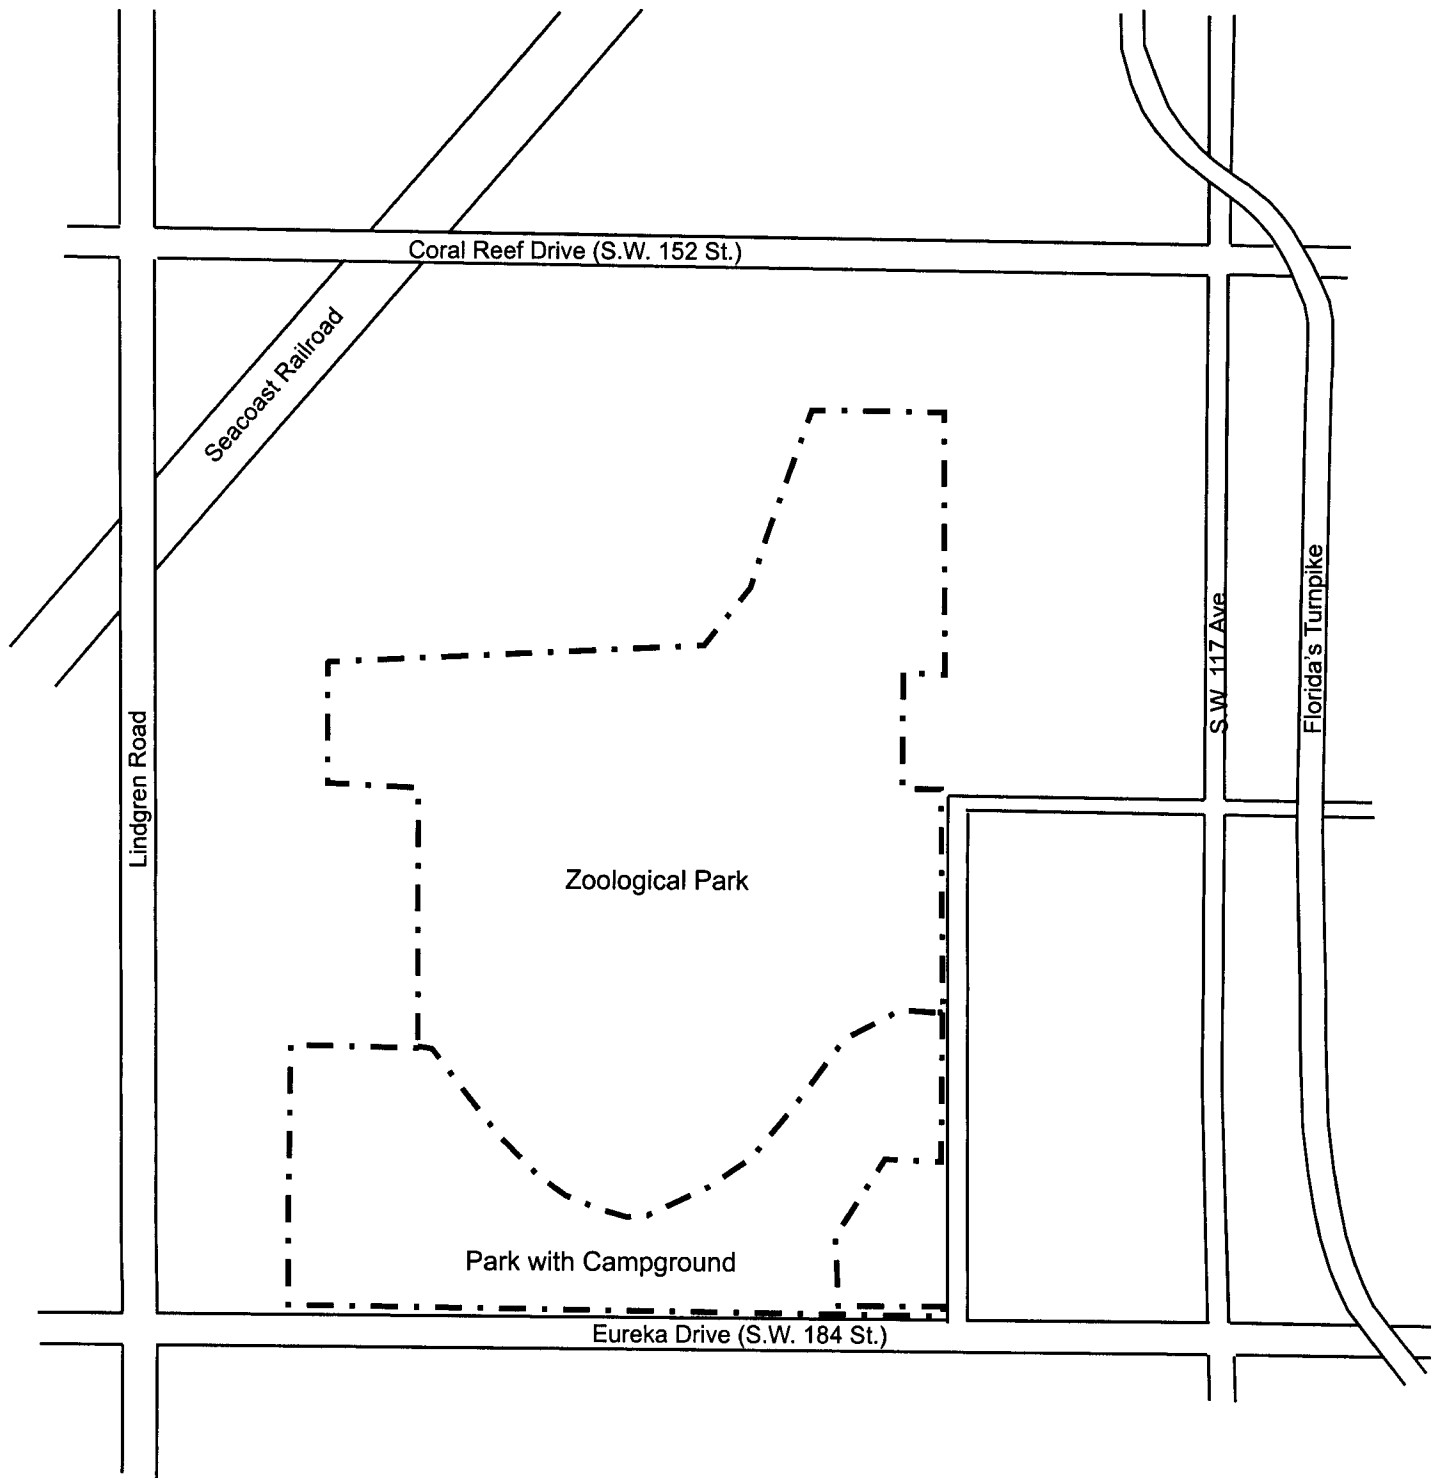 Coral Reef Drive (S.W. 152 St.)
Seacoast Railroad
S.W. 117 Ave.
Florida's Turnpike
Lindgren Road
Zoological Park
Park with Campground
Eureka Drive (S.W. 184 St.)